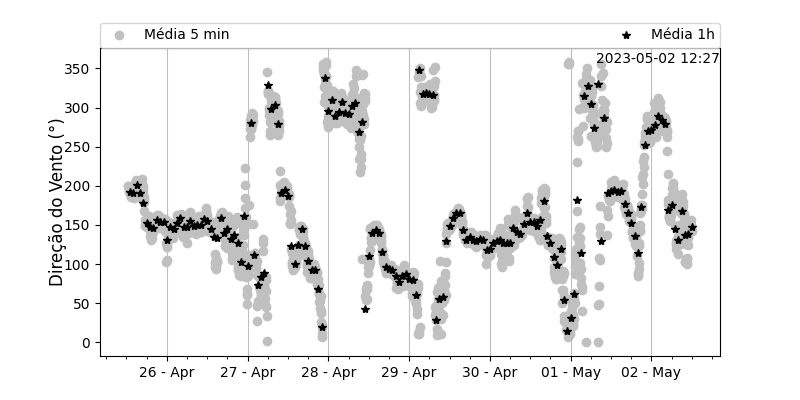 Média 5 min
Média 1h
2023-05-02 12:27
Direção do Vento (°)
350
300
250
200
150
100
50
0
26 - Apr
27 - Apr
28 - Apr
29 - Apr
30 - Apr
01 - May
02 - May